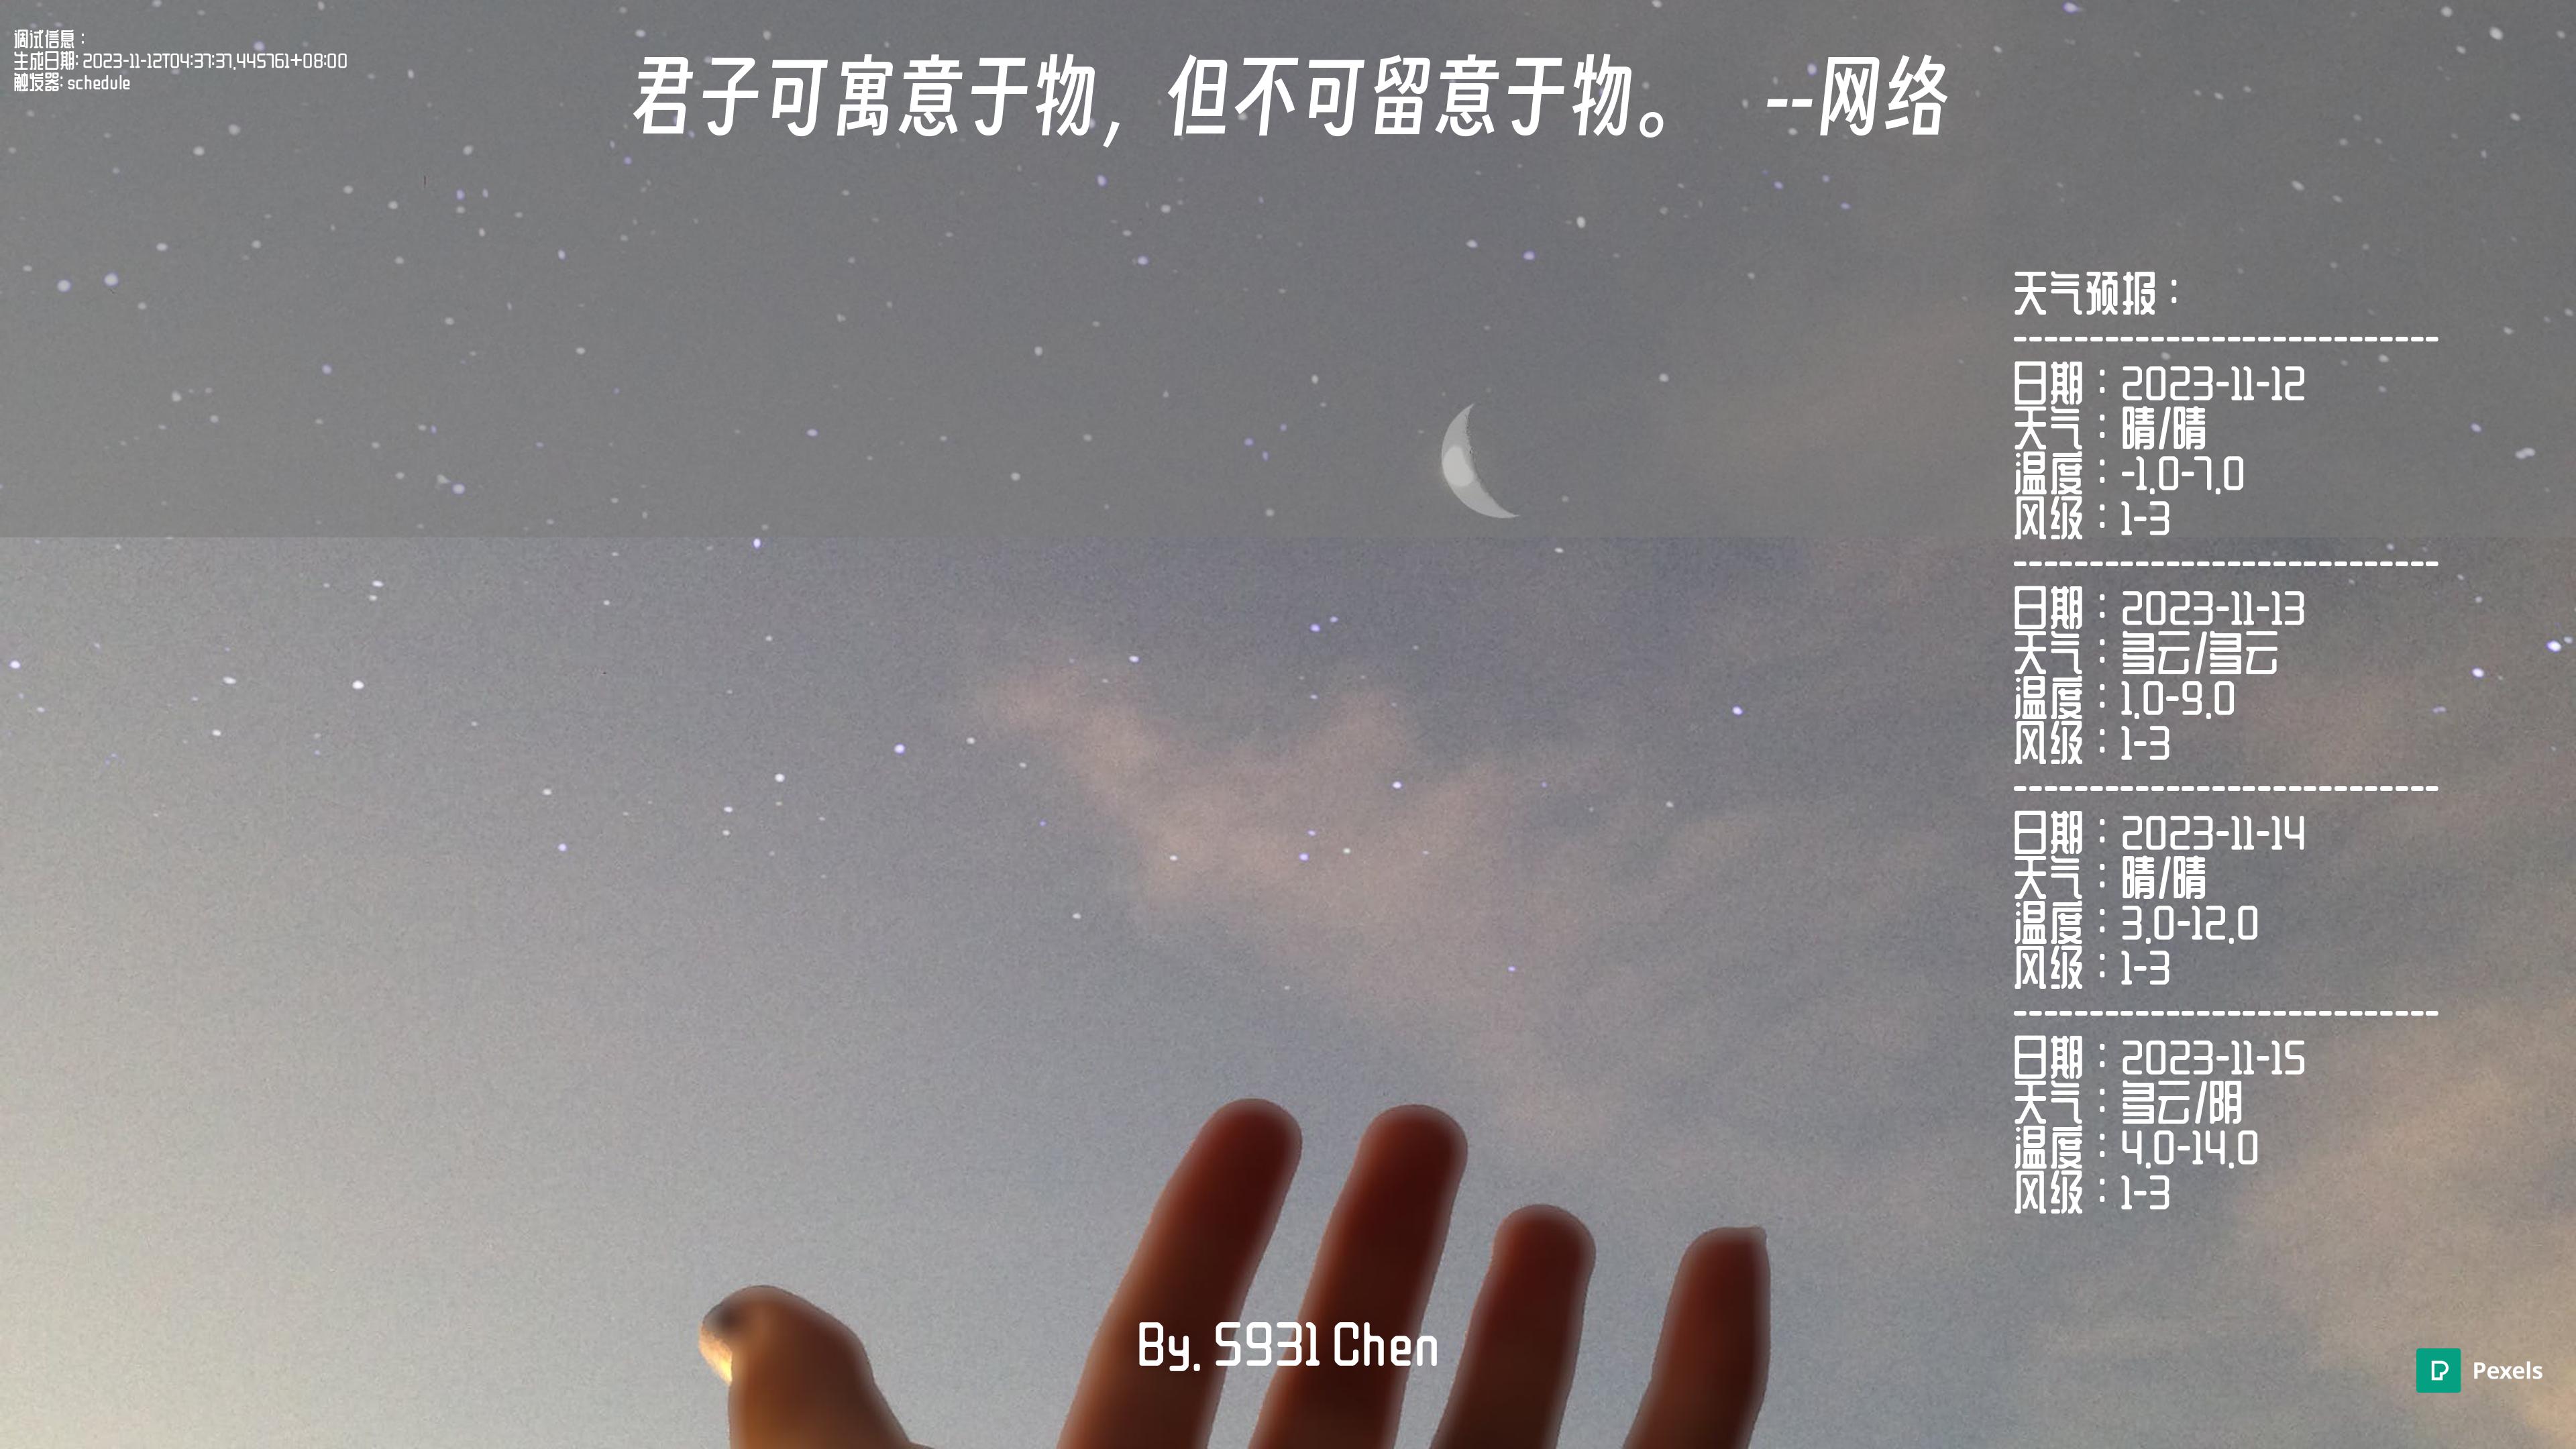 调试信息：
生成日期: 2023-11-12T04:37:37.445761+08:00
触发器: schedule
君子可寓意于物，但不可留意于物。 --网络
天气预报：
----------------------------
日期：2023-11-12
天气：晴/晴
温度：-1.0-7.0
风级：1-3
----------------------------
日期：2023-11-13
天气：多云/多云
温度：1.0-9.0
风级：1-3
----------------------------
日期：2023-11-14
天气：晴/晴
温度：3.0-12.0
风级：1-3
----------------------------
日期：2023-11-15
天气：多云/阴
温度：4.0-14.0
风级：1-3
By. S931 Chen
Pexels